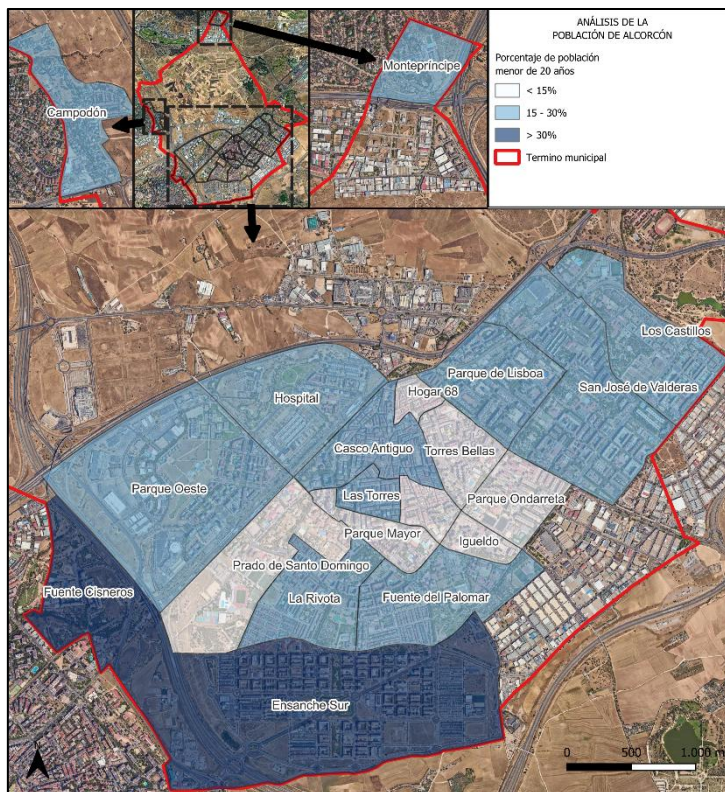 ANÁLISIS DE LA
POBLACIÓN DE ALCORCÓN
Porcentaje de población
menor de 20 años
< 15%
15 - 30%
> 30%
Termino municipal
Campodón
Montepríncipe
Los Castillos
Parque de Lisboa
San José de Valderas
Hogar 68
Hospital
Casco Antiguo
Torres Bellas
Parque Oeste
Las Torres
Parque Ondarreta
Parque Mayor
Igueldo
Prado de Santo Domingo
Fuente Cisneros
La Rivota
Fuente del Palomar
Ensanche Sur
N
0 500 1.000 m